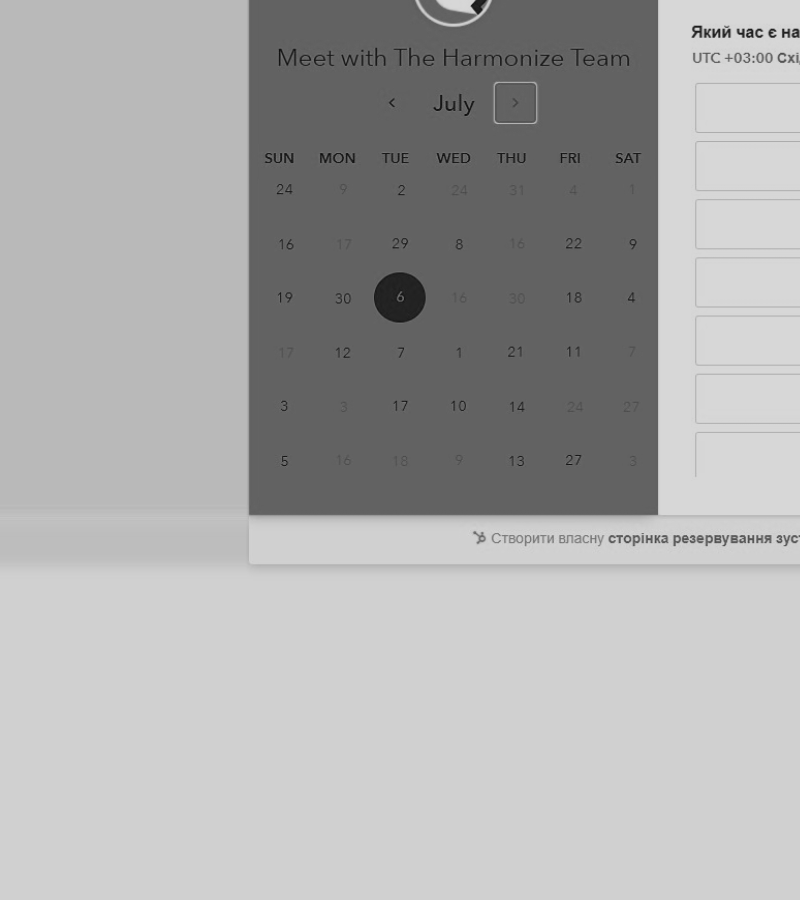 Meet with The Harmonize Team
July
SUN MON TUE WED THU FRI SAT
24 9 2 24 31 4 1
16 17 29 8 16 22 9
19 30 6 16 30 18 4
17 12 7 1 21 11 7
3 3 17 10 14 24 27
5 16 18 9 13 27 3
Який час є на
UTC +03:00 Схі
Створити власну сторінка резервування зус